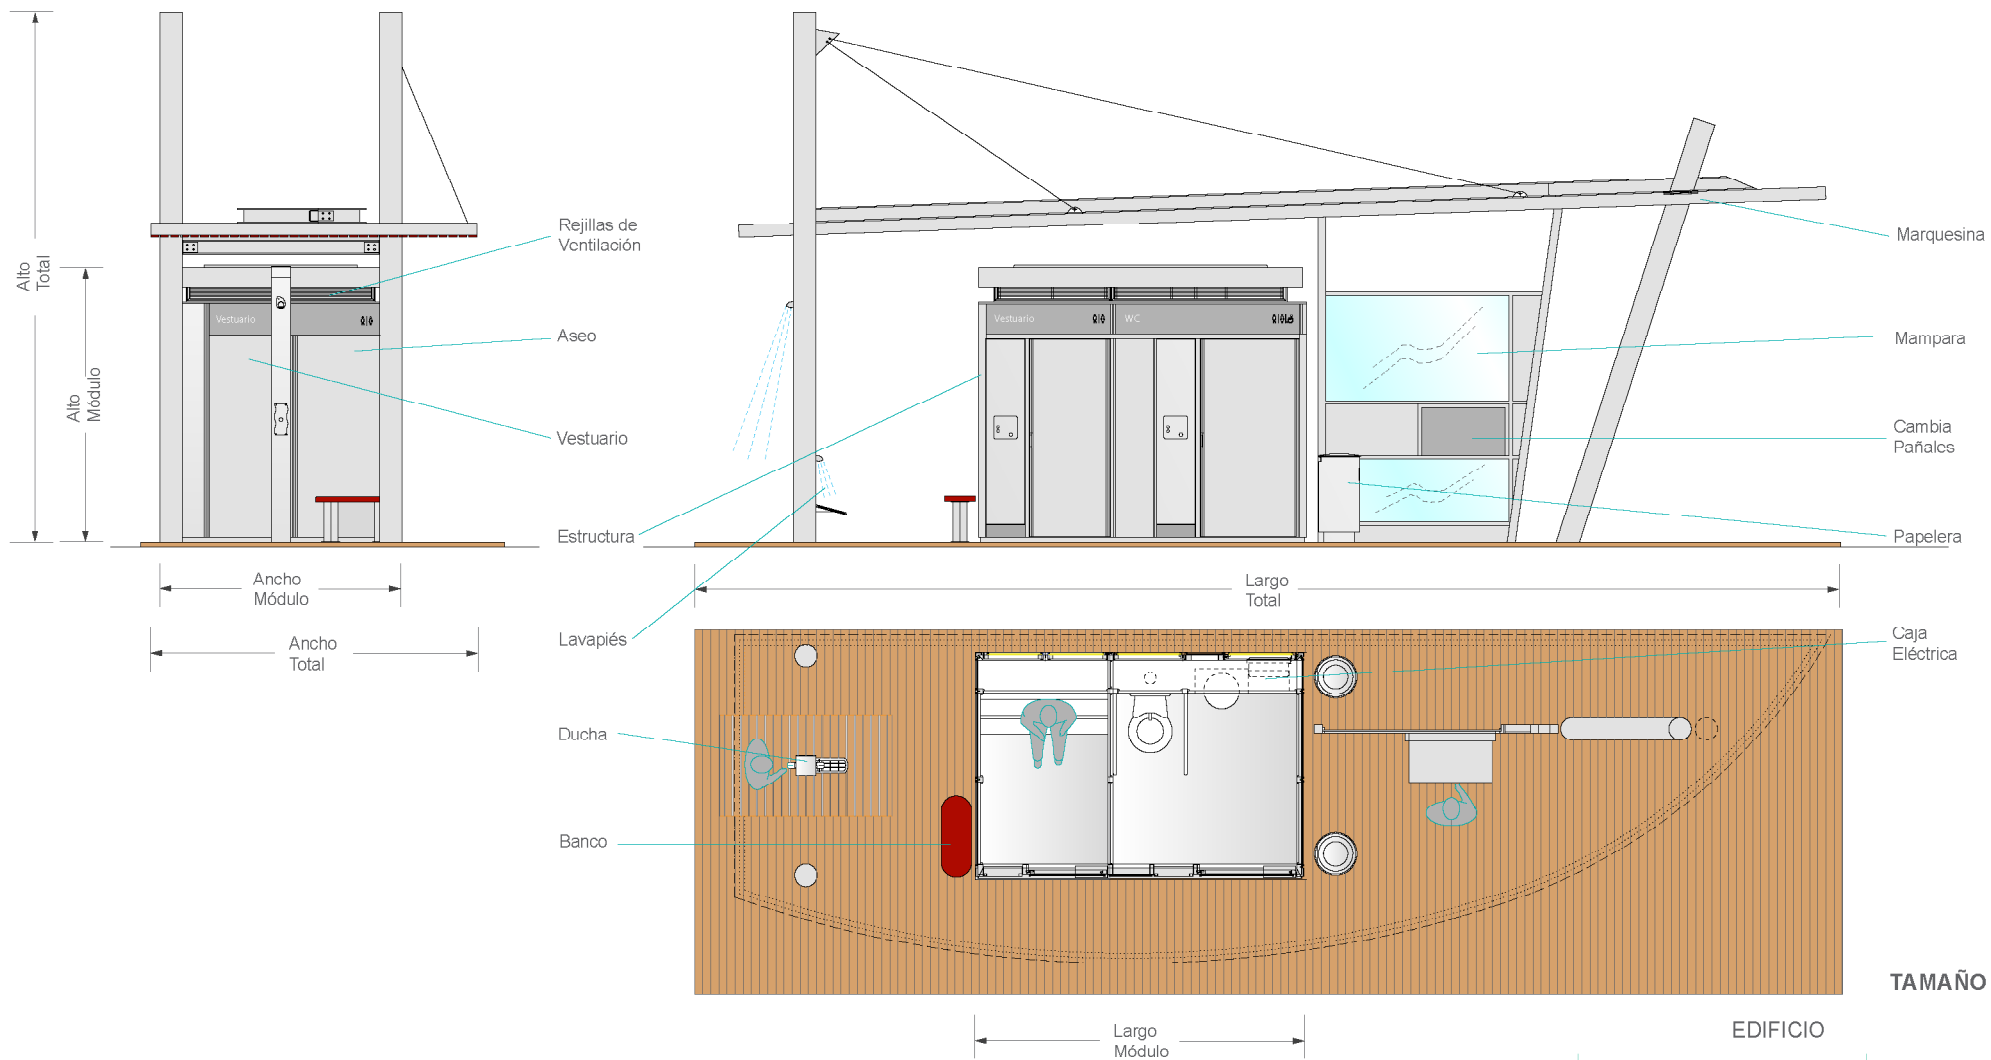 Alto
Total
Alto
Módulo
Vestuario
Rejillas de
Ventilación
Aseo
Vestuario
Estructura
Lavapiés
Ducha
Banco
Ancho
Módulo
Ancho
Total
Vestuario
WC
Marquesina
Mampara
Cambia
Pañales
Papelera
Largo
Total
Caja
Eléctrica
Largo
Módulo
TAMAÑO
EDIFICIO